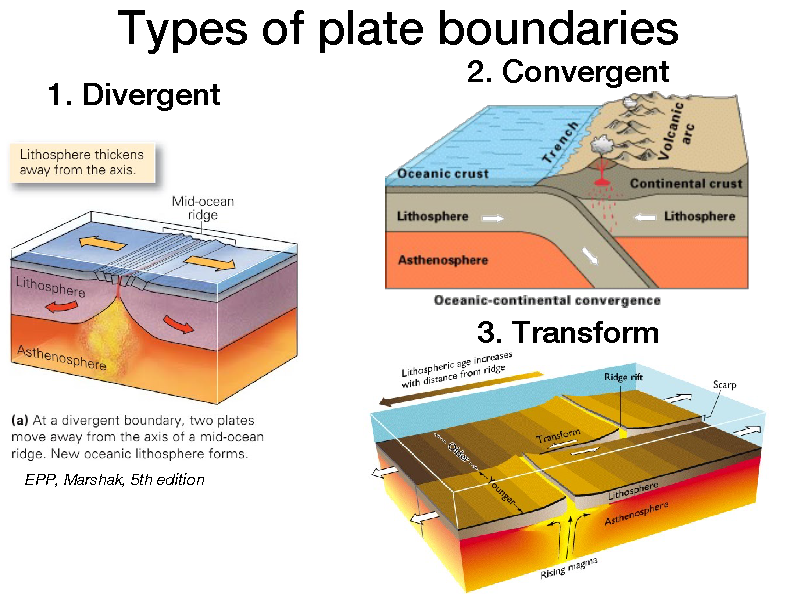 Types of plate boundaries
1. Divergent
Lithosphere thickens
away from the axis.
Mid-ocean
ridge
Lithosphere
Asthenosphere
(a) At a divergent boundary, two plates
move away from the axis of a mid-ocean
ridge. New oceanic lithosphere forms.
EPP, Marshak, 5th edition
2. Convergent
Trench
Volcanic
arc
Oceanic crust
Continental crust
Lithosphere
Lithosphere
Asthenosphere
Oceanic-continental convergence
3. Transform
Lithospheric age increases
with distance from ridge
Ridge rift
Scarp
Transform
Older
Younger
Lithosphere
Asthenosphere
Rising magma